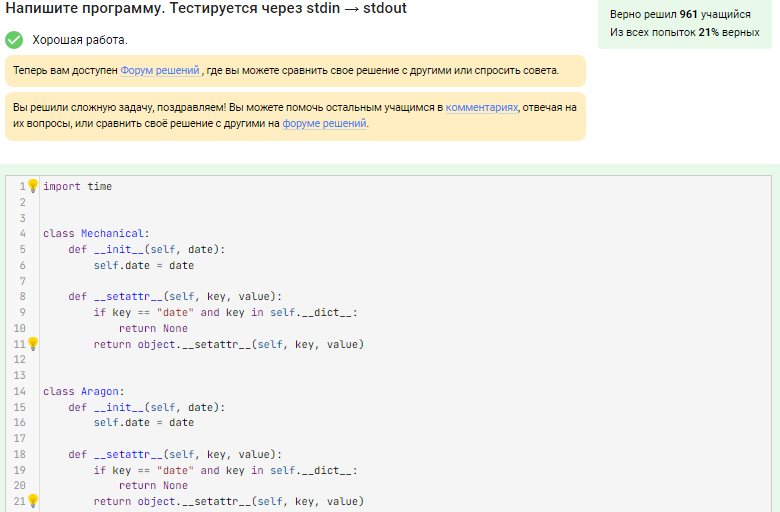 Напишите программу. Тестируется через stdin → stdout
Верно решил 961 учащийся
Из всех попыток 21% верных
Хорошая работа.
Теперь вам доступен Форум решений , где вы можете сравнить свое решение с другими или спросить совета.
Вы решили сложную задачу, поздравляем! Вы можете помочь остальным учащимся в комментариях, отвечая на
их вопросы, или сравнить своё решение с другими на форуме решений.
1 import time
2
3
4 class Mechanical:
5     def __init__(self, date):
6         self.date = date
7
8     def __setattr__(self, key, value):
9         if key == "date" and key in self.__dict__:
10             return None
11         return object.__setattr__(self, key, value)
12
13
14 class Aragon:
15     def __init__(self, date):
16         self.date = date
17
18     def __setattr__(self, key, value):
19         if key == "date" and key in self.__dict__:
20             return None
21         return object.__setattr__(self, key, value)